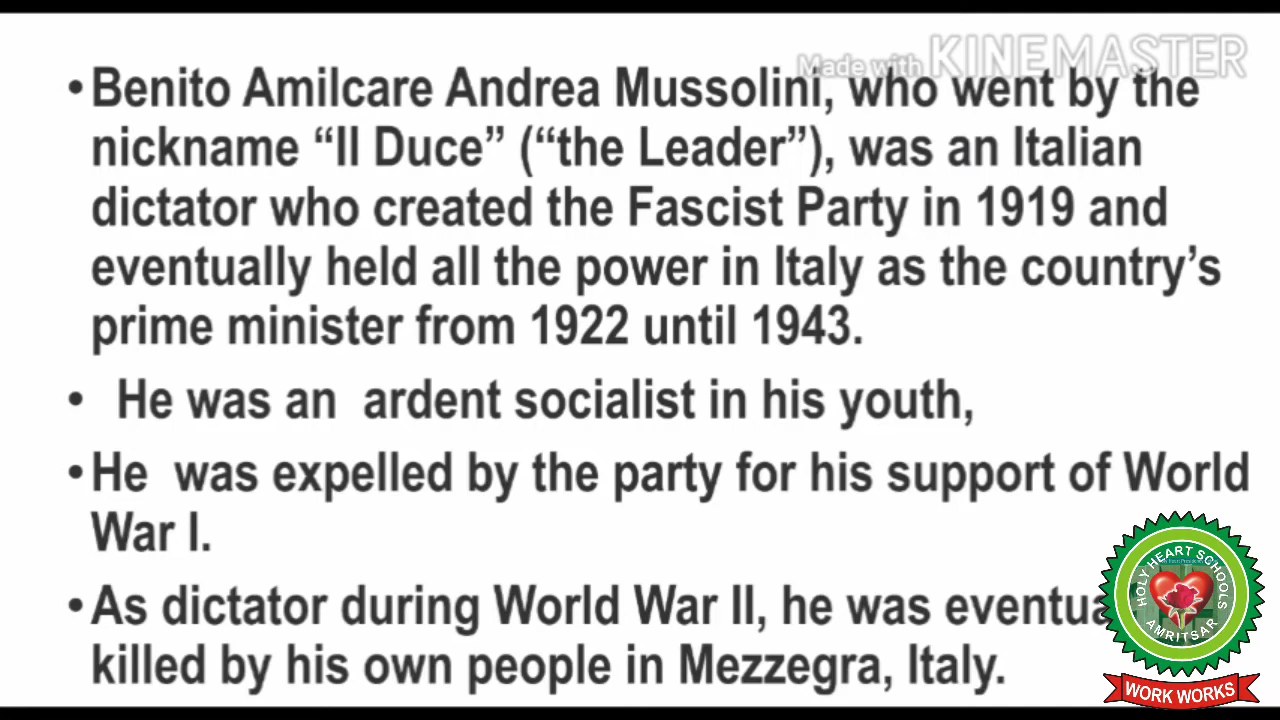 Made with KINEMASTER
•Benito Amilcare Andrea Mussolini, who went by the
nickname “Il Duce” (“the Leader”), was an Italian
dictator who created the Fascist Party in 1919 and
eventually held all the power in Italy as the country’s
prime minister from 1922 until 1943.
• He was an ardent socialist in his youth,
•He was expelled by the party for his support of World
War I.
•As dictator during World War II, he was
killed by his own people in Mezzegra, Italy.
HOLY HEART SCHOOLS
AMRITSAR
WORK WORKS